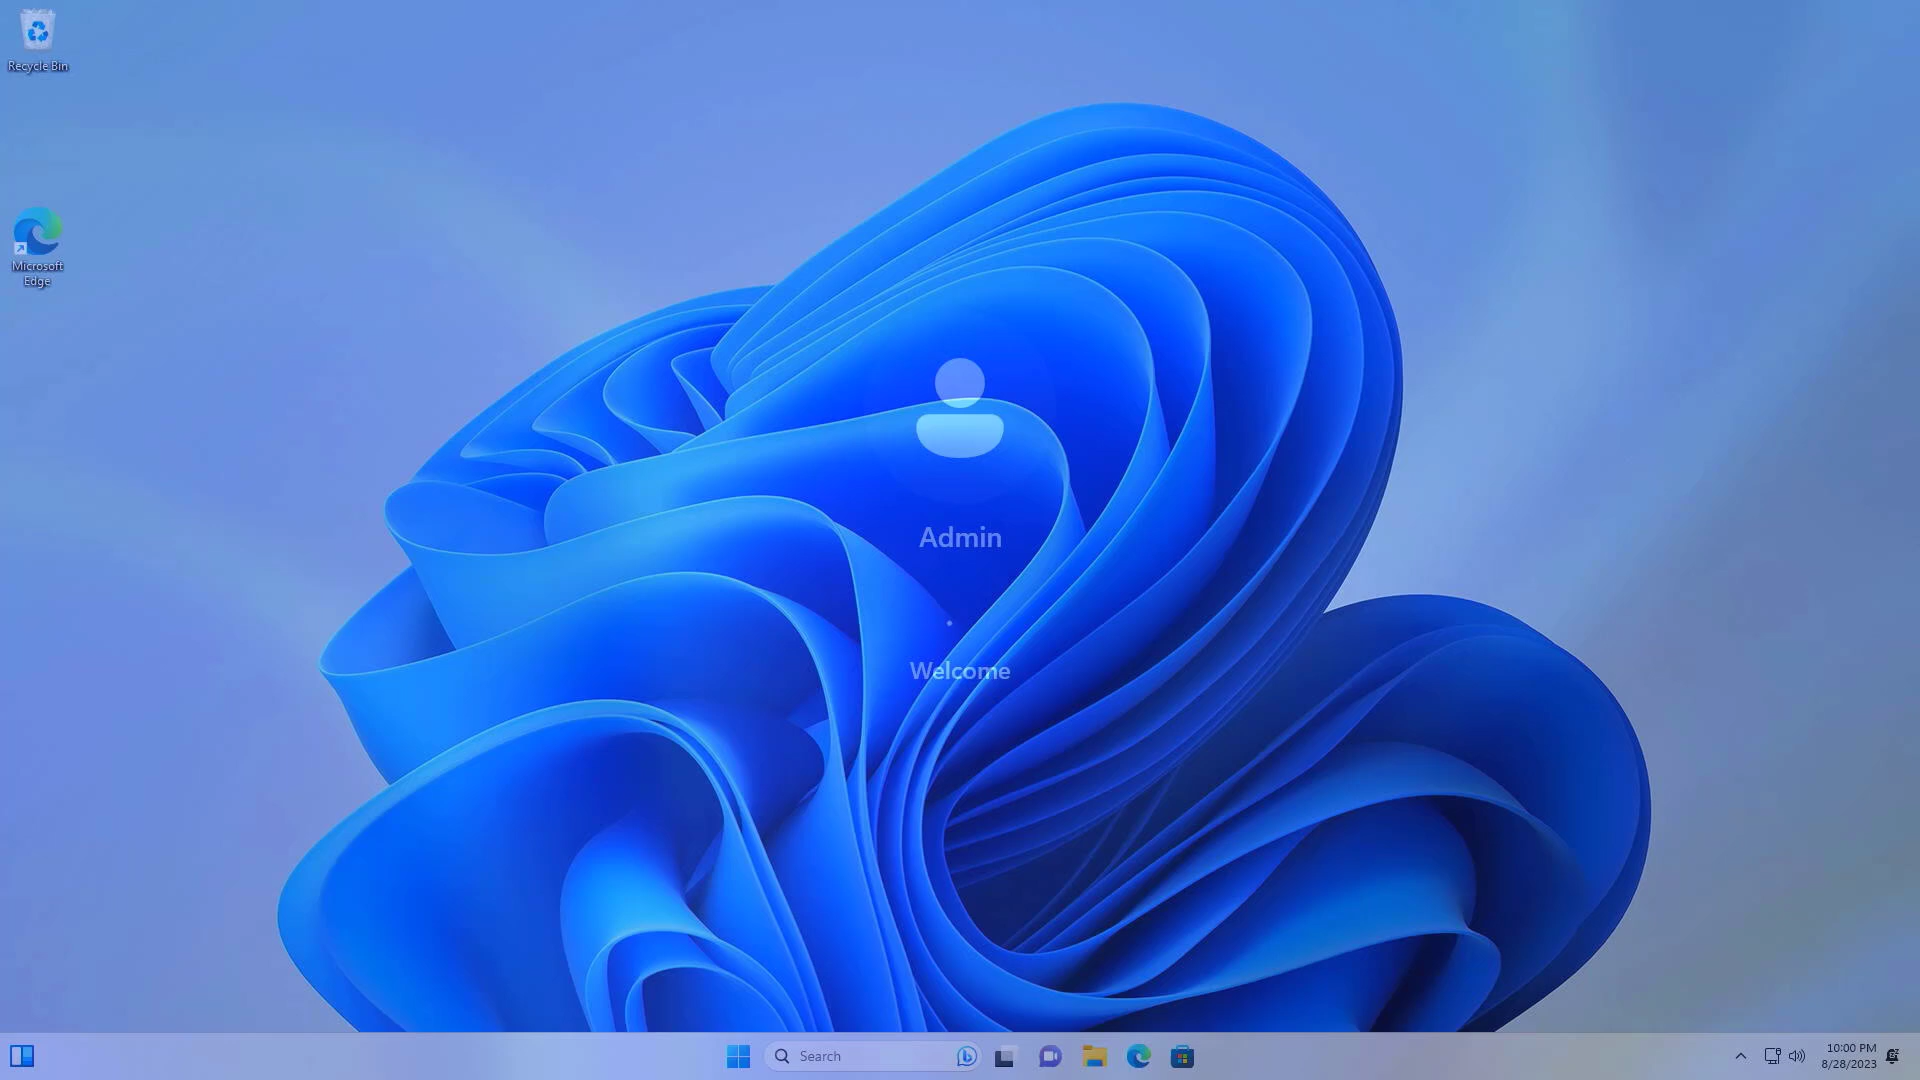 Recycle Bin
Microsoft
Edge
Admin
Welcome
Search
10:00 PM
8/28/2023